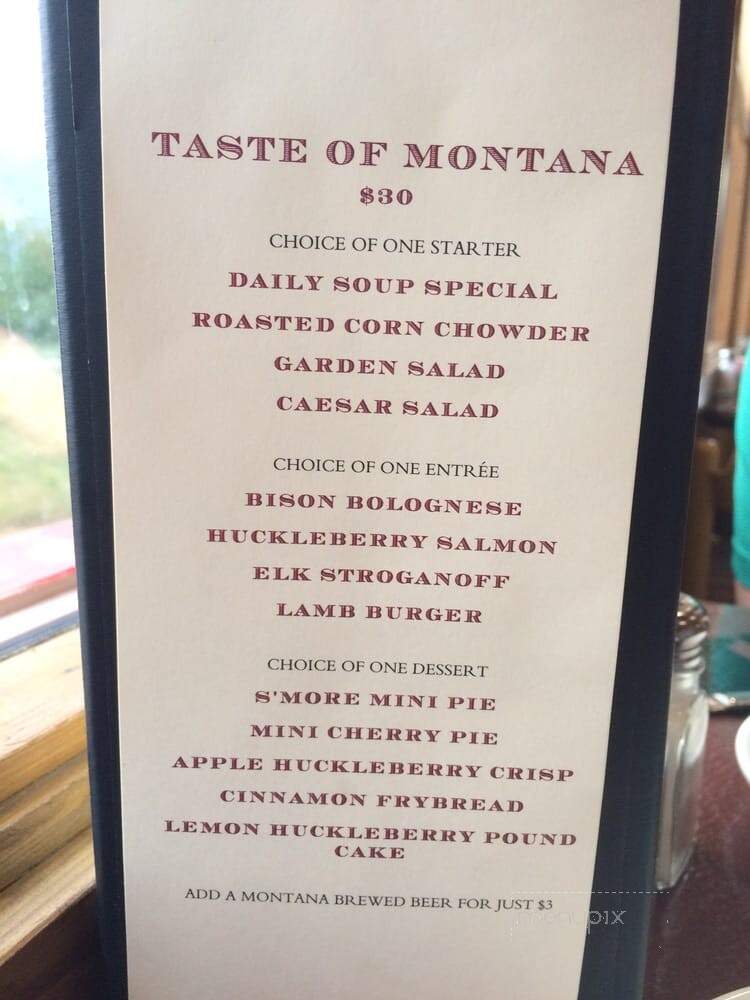 TASTE OF MONTANA
$30
CHOICE OF ONE STARTER
DAILY SOUP SPECIAL
ROASTED CORN CHOWDER
GARDEN SALAD
CAESAR SALAD
CHOICE OF ONE ENTRÉE
BISON BOLOGNESE
HUCKLEBERRY SALMON
ELK STROGANOFF
LAMB BURGER
CHOICE OF ONE DESSERT
S'MORE MINI PIE
MINI CHERRY PIE
APPLE HUCKLEBERRY CRISP
CINNAMON FRYBREAD
LEMON HUCKLEBERRY POUND
CAKE
ADD A MONTANA BREWED BEER FOR JUST $3